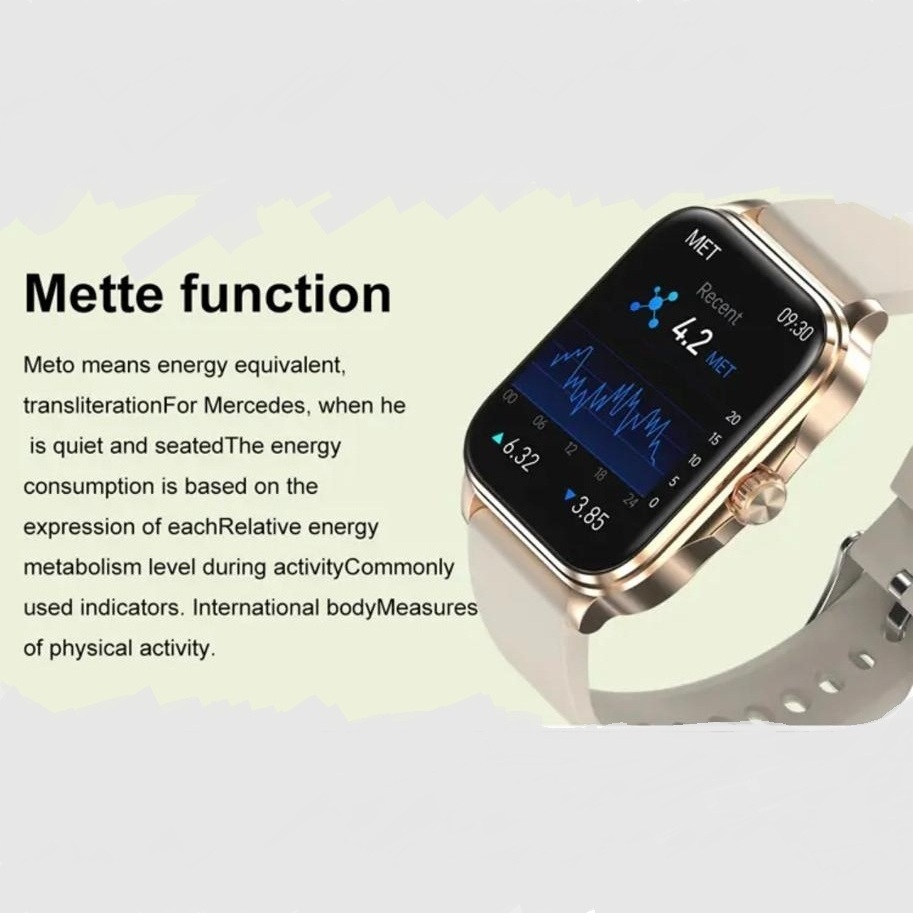 Mette function
Meto means energy equivalent,
transliterationFor Mercedes, when he
is quiet and seatedThe energy
consumption is based on the
expression of eachRelative energy
metabolism level during activityCommonly
used indicators. International bodyMeasures
of physical activity.
MET
09:30
Recent
4.2 MET
20
15
10
5
0
00 06 12 18 24
6.32
3.85